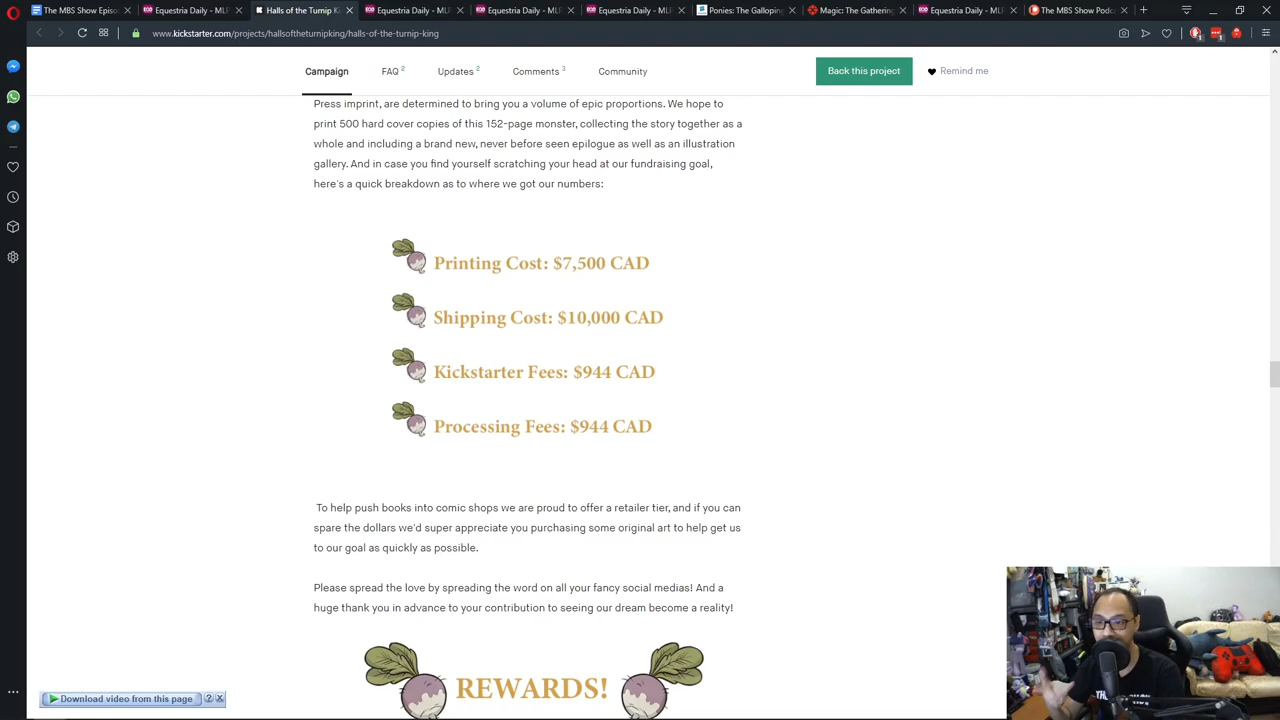 The MBS Show Episo
Equestria Daily - MLP
Halls of the Turnip Ki
Equestria Daily - MLP
Equestria Daily - MLP
Equestria Daily - MLP
Ponies The Galloping
Magic: The Gathering
Equestria Daily - MLP
The MBS Show Podca
www.kickstarter.com/projects/hallsoftheturnipking/halls-of-the-turnip-king
Campaign
FAQ 2
Updates 2
Comments 3
Community
Back this project
Remind me
Press imprint, are determined to bring you a volume of epic proportions. We hope to
print 500 hard cover copies of this 152-page monster, collecting the story together as a
whole and including a brand new, never before seen epilogue as well as an illustration
gallery. And in case you find yourself scratching your head at our fundraising goal,
here's a quick breakdown as to where we got our numbers:
Printing Cost: $7,500 CAD
Shipping Cost: $10,000 CAD
Kickstarter Fees: $944 CAD
Processing Fees: $944 CAD
To help push books into comic shops we are proud to offer a retailer tier, and if you can
spare the dollars we'd super appreciate you purchasing some original art to help get us
to our goal as quickly as possible.
Please spread the love by spreading the word on all your fancy social medias! And a
huge thank you in advance to your contribution to seeing our dream become a reality!
REWARDS!
Download video from this page